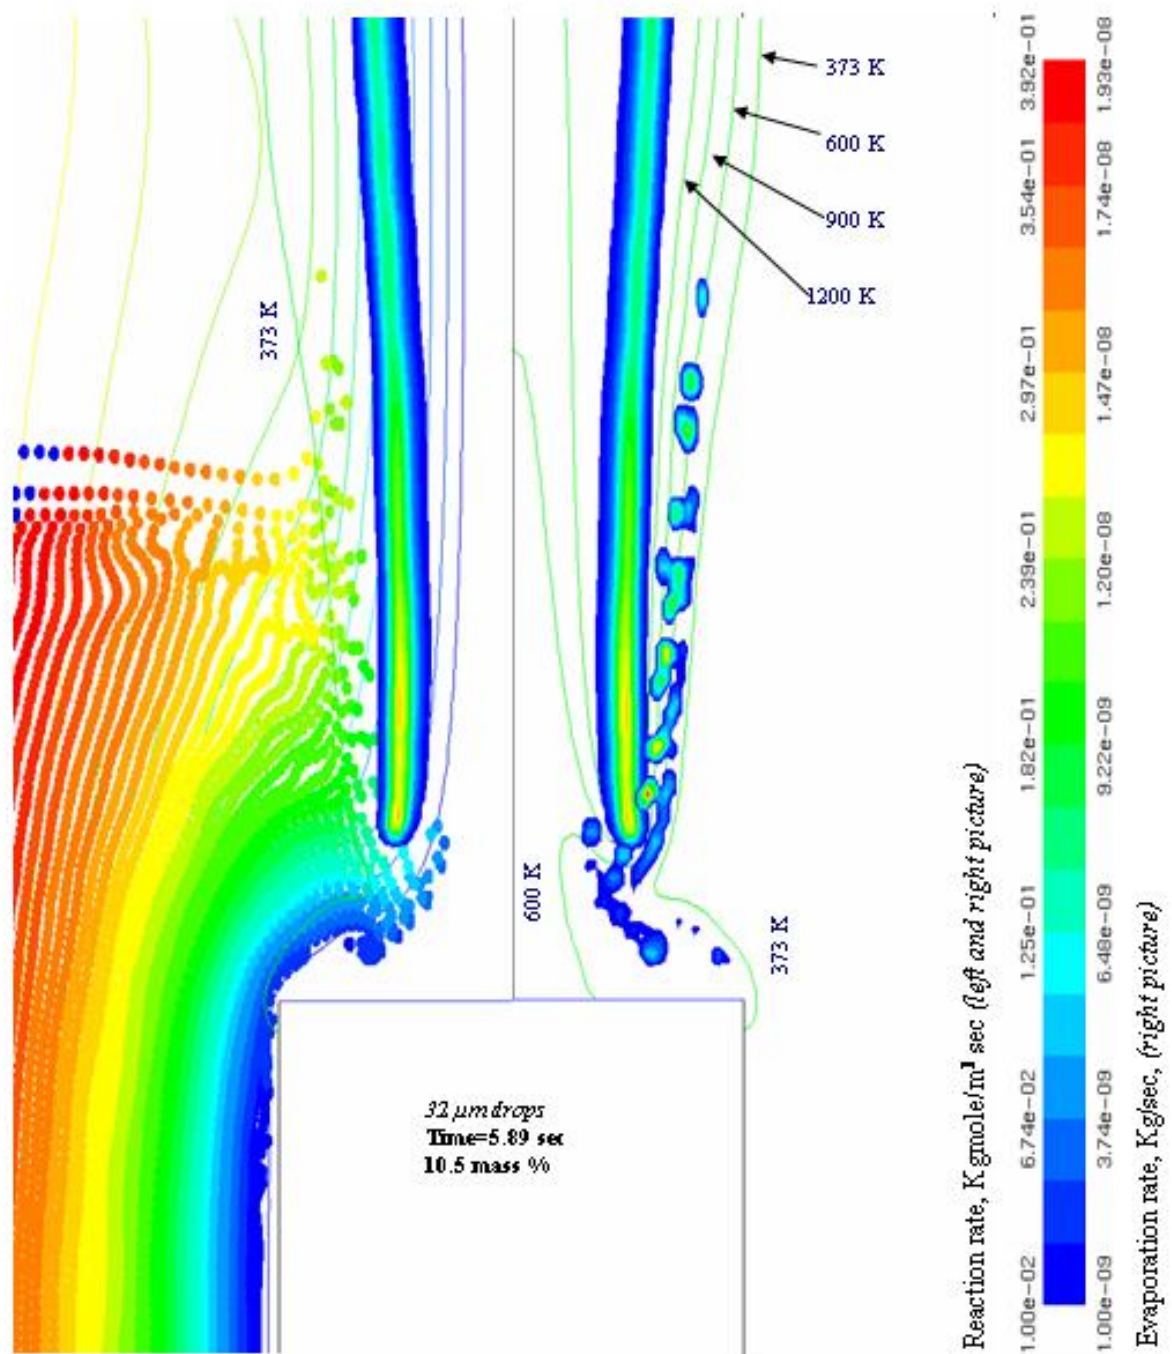 373 K
600 K
900 K
1200 K
373 K
600 K
373 K
32 μm drops
Time=5.89 sec
10.5 mass %
Reaction rate, Kgmole/m³ sec (left and right picture)
1.00e-02 6.74e-02 1.25e-01 1.82e-01 2.39e-01 2.97e-01 3.54e-01 3.92e-01
1.00e-09 3.74e-09 6.48e-09 9.22e-09 1.20e-08 1.47e-08 1.74e-08 1.93e-08
Evaporation rate, Kg/sec, (right picture)